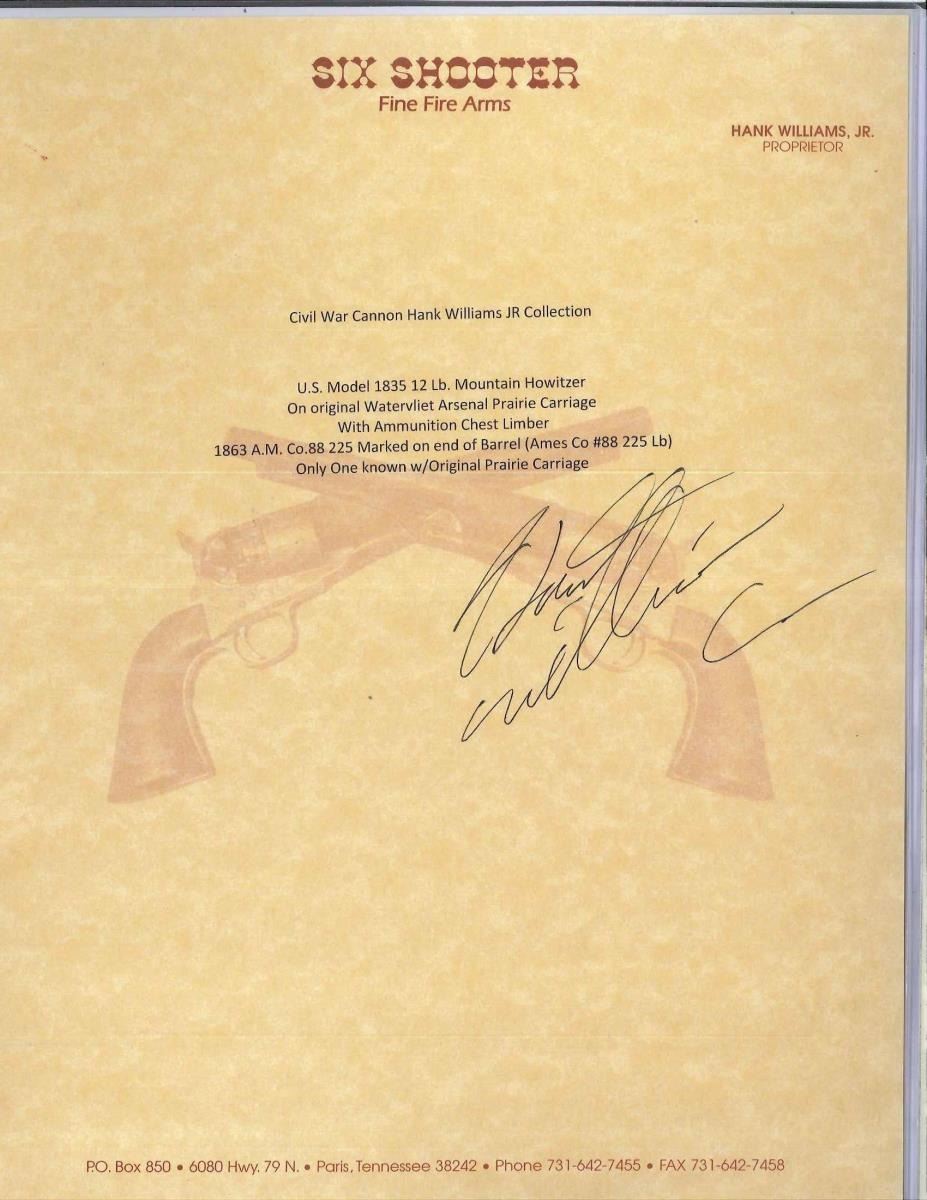 SIX SHOOTER
Fine Fire Arms
HANK WILLIAMS, JR.
PROPRIETOR
Civil War Cannon Hank Williams JR Collection
U.S. Model 1835 12 Lb. Mountain Howitzer
On original Watervliet Arsenal Prairie Carriage
With Ammunition Chest Limber
1863 A.M. Co.88 225 Marked on end of Barrel (Ames Co #88 225 Lb)
Only One known w/Original Prairie Carriage
P.O. Box 850 • 6080 Hwy. 79 N. • Paris, Tennessee 38242 • Phone 731-642-7455 • FAX 731-642-7458